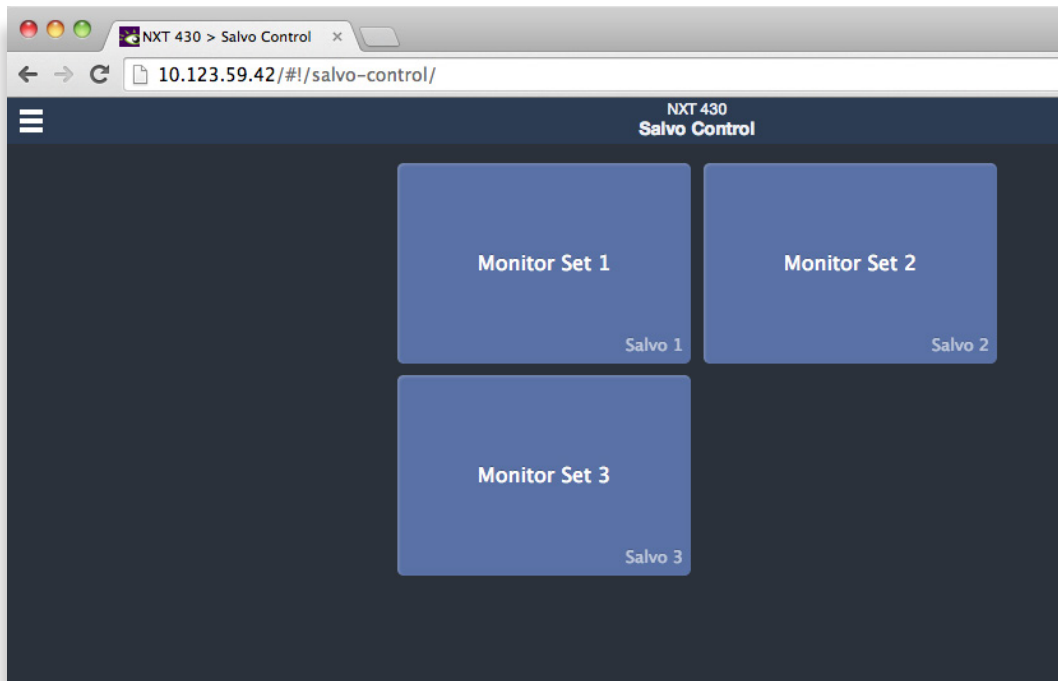 NXT 430 > Salvo Control
10.123.59.42/#!/salvo-control/
NXT 430
Salvo Control
Monitor Set 1
Salvo 1
Monitor Set 2
Salvo 2
Monitor Set 3
Salvo 3